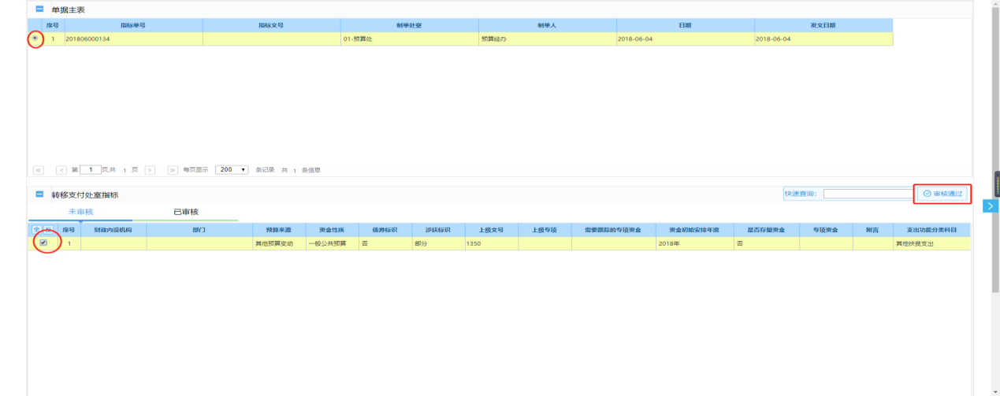 单据主表
序号 指标单号 指标文号 制单处室 制单人 日期 发文日期
1 201806000134 01-预算处 预算经办 2018-06-04 2018-06-04
第 1 页,共 1 页 每页显示 200 条记录 共 1 条信息
转移支付处室指标 快速查询: 审核通过
未审核 已审核
全 序号 财政内设机构 部门 预算来源 资金性质 债券标识 涉扶标识 上级文号 上级专项 需要跟踪的专项资金 资金初始安排年度 是否存量资金 专项资金 附言 支出功能分类科目
1 其他预算变动 一般公共预算 否 部分 1350 2018年 否 其他扶贫支出